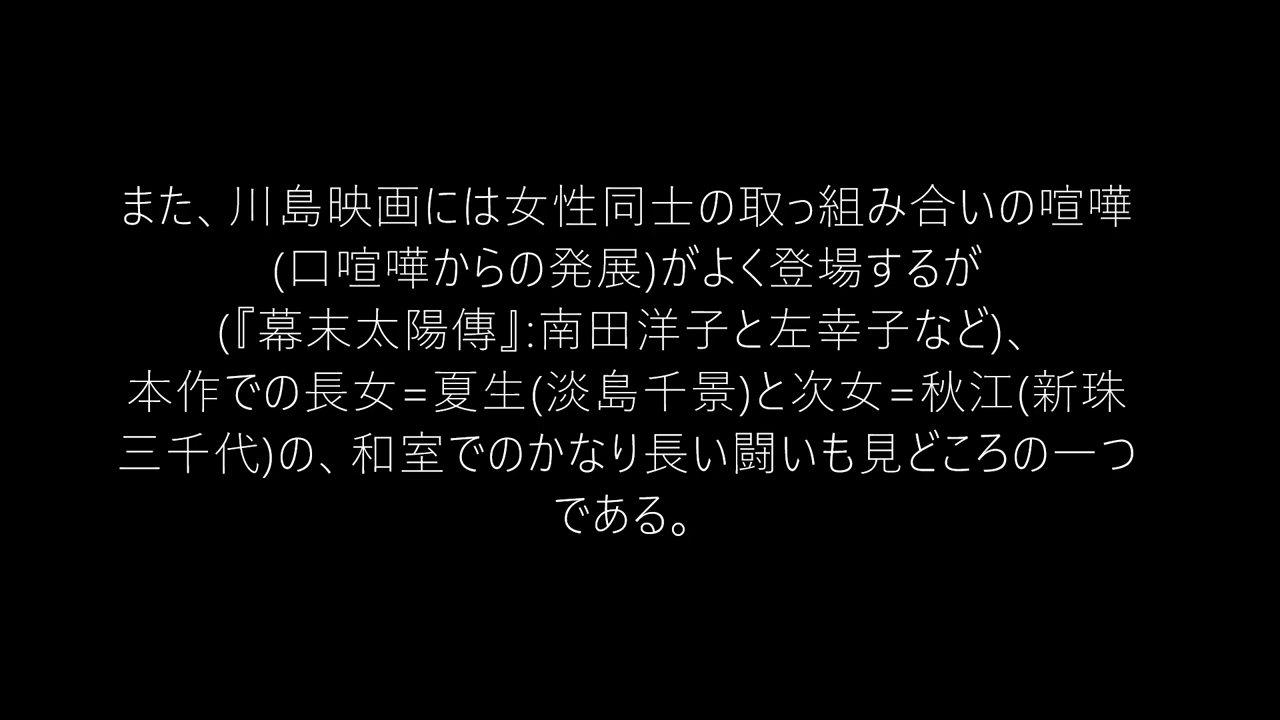 また、川島映画には女性同士の取っ組み合いの喧嘩
(口喧嘩からの発展)がよく登場するが
(『幕末太陽傳』:南田洋子と左幸子など)、
本作での長女=夏生(淡島千景)と次女=秋江(新珠
三千代)の、和室でのかなり長い闘いも見どころの一つ
である。